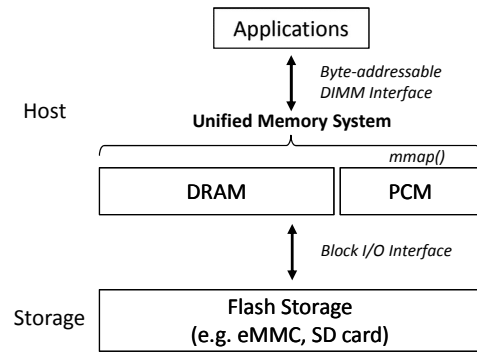 Applications
Byte-addressable
DIMM Interface
Host
Unified Memory System
mmap()
DRAM
PCM
Block I/O Interface
Storage
Flash Storage
(e.g. eMMC, SD card)